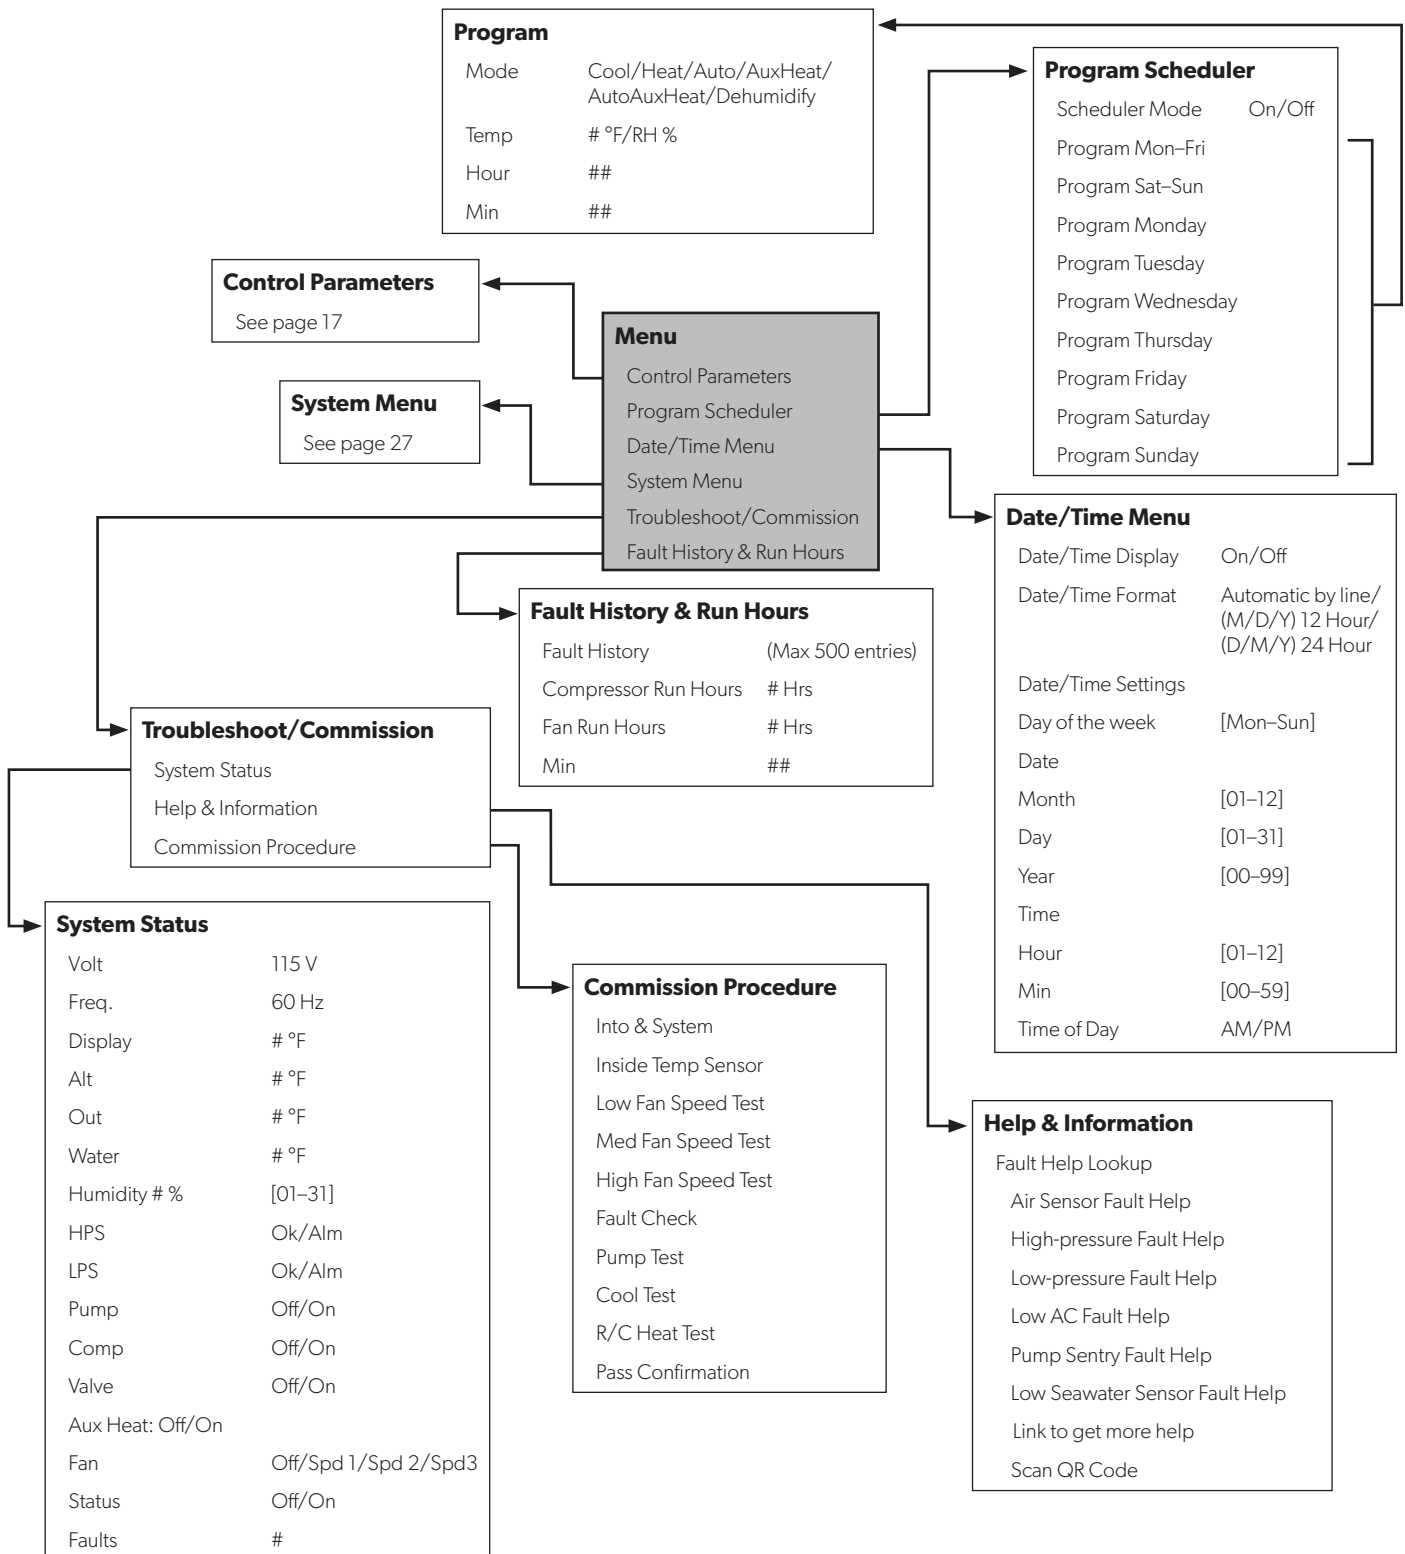 Program
Mode Cool/Heat/Auto/AuxHeat/
AutoAuxHeat/Dehumidify
Temp # °F/RH %
Hour ##
Min ##
Program Scheduler
Scheduler Mode On/Off
Program Mon–Fri
Program Sat–Sun
Program Monday
Program Tuesday
Program Wednesday
Program Thursday
Program Friday
Program Saturday
Program Sunday
Control Parameters
See page 17
System Menu
See page 27
Menu
Control Parameters
Program Scheduler
Date/Time Menu
System Menu
Troubleshoot/Commission
Fault History & Run Hours
Date/Time Menu
Date/Time Display On/Off
Date/Time Format Automatic by line/
(M/D/Y) 12 Hour/
(D/M/Y) 24 Hour
Date/Time Settings
Day of the week [Mon–Sun]
Date
Month [01–12]
Day [01–31]
Year [00–99]
Time
Hour [01–12]
Min [00–59]
Time of Day AM/PM
Fault History & Run Hours
Fault History (Max 500 entries)
Compressor Run Hours # Hrs
Fan Run Hours # Hrs
Min ##
Troubleshoot/Commission
System Status
Help & Information
Commission Procedure
System Status
Volt 115 V
Freq. 60 Hz
Display # °F
Alt # °F
Out # °F
Water # °F
Humidity # % [01–31]
HPS Ok/Alm
LPS Ok/Alm
Pump Off/On
Comp Off/On
Valve Off/On
Aux Heat: Off/On
Fan Off/Spd 1/Spd 2/Spd3
Status Off/On
Faults #
Commission Procedure
Into & System
Inside Temp Sensor
Low Fan Speed Test
Med Fan Speed Test
High Fan Speed Test
Fault Check
Pump Test
Cool Test
R/C Heat Test
Pass Confirmation
Help & Information
Fault Help Lookup
Air Sensor Fault Help
High-pressure Fault Help
Low-pressure Fault Help
Low AC Fault Help
Pump Sentry Fault Help
Low Seawater Sensor Fault Help
Link to get more help
Scan QR Code